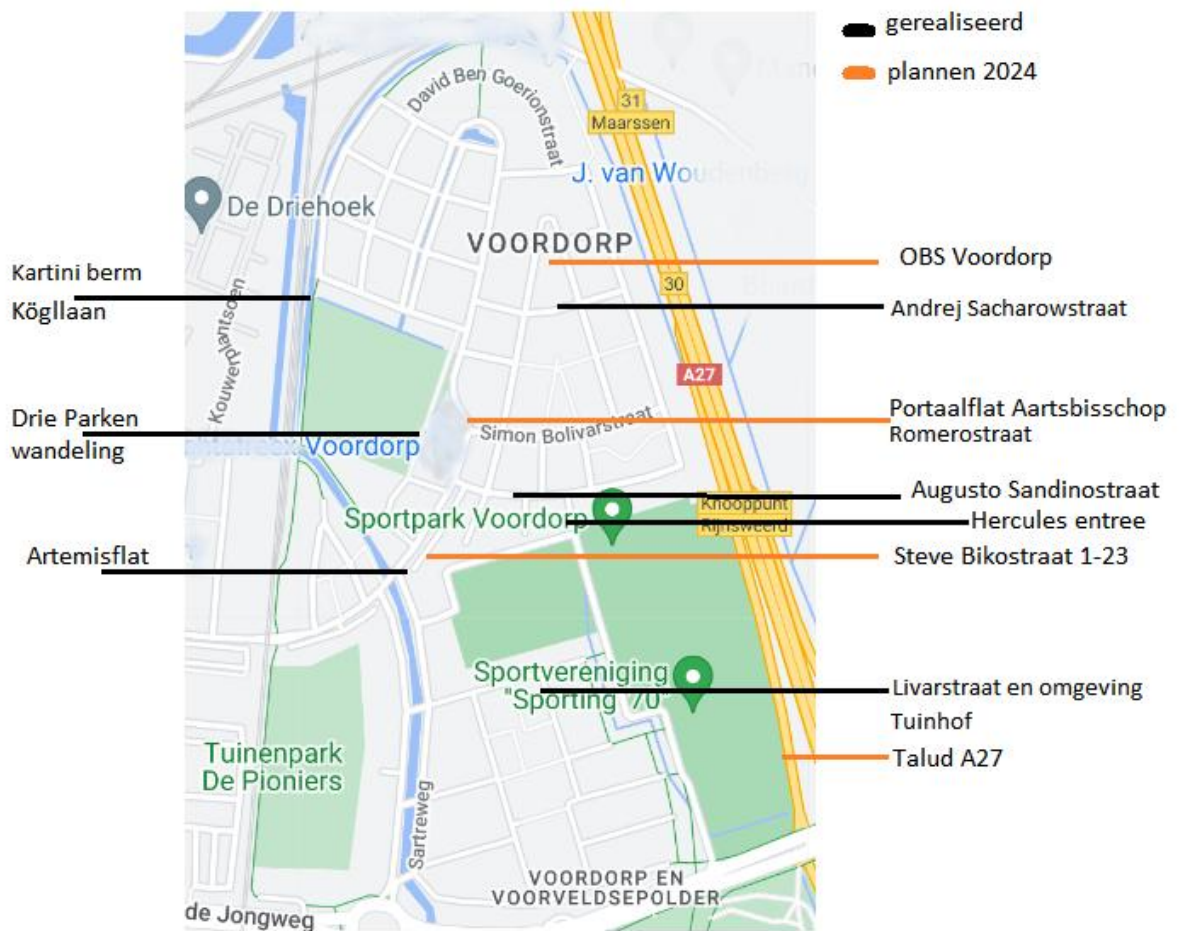 gerealiseerd
plannen 2024
David Ben Goerionstraat
31
Maarssen
J. van Woudenberg
De Driehoek
VOORDORP
OBS Voordorp
Kartini berm
Kögllaan
30
Andrej Sacharowstraat
Kouwerplantsoen
A27
Drie Parken
wandeling
Simon Bolivarstraat
Portaalflat Aartsbisschop
Romerostraat
Voordorp
Augusto Sandinostraat
Knooppunt
Rijnsweerd
Sportpark Voordorp
Hercules entree
Artemisflat
Steve Bikostraat 1-23
Sportvereniging
"Sporting '70"
Livarstraat en omgeving
Tuinhof
Talud A27
Tuinenpark
De Pioniers
Sartreweg
VOORDORP EN
VOORVELDSEPOLDER
de Jongweg